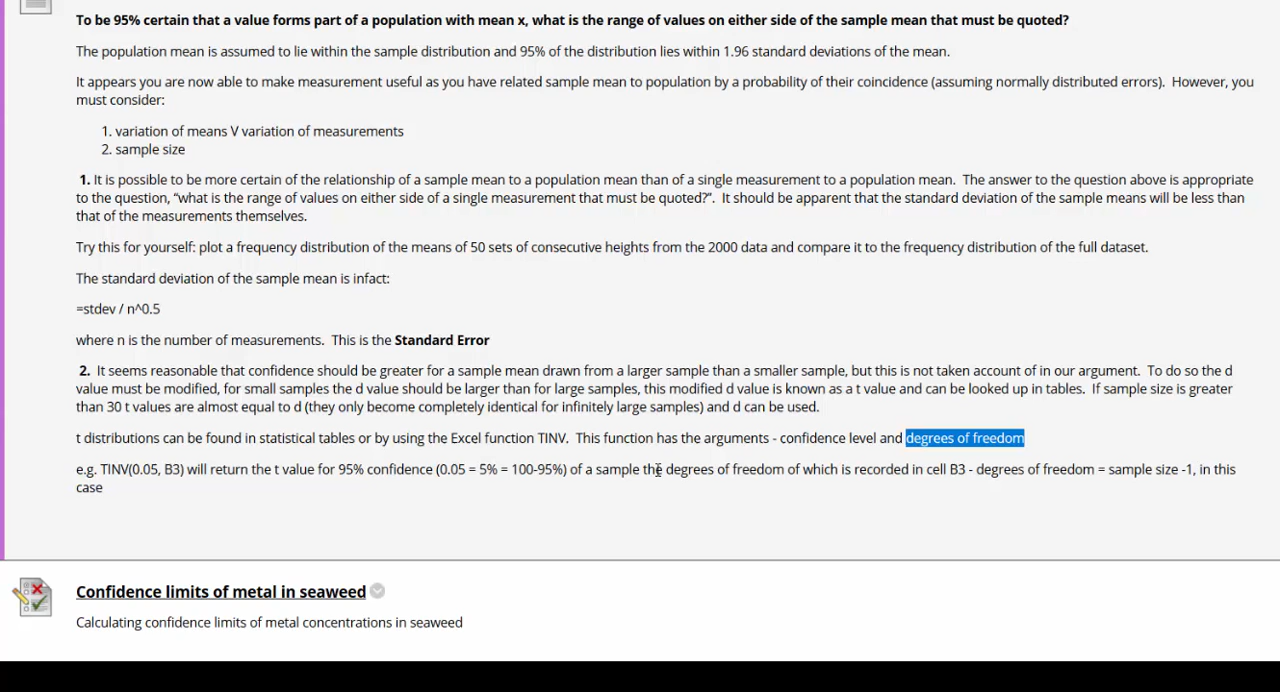 To be 95% certain that a value forms part of a population with mean x, what is the range of values on either side of the sample mean that must be quoted?
The population mean is assumed to lie within the sample distribution and 95% of the distribution lies within 1.96 standard deviations of the mean.
It appears you are now able to make measurement useful as you have related sample mean to population by a probability of their coincidence (assuming normally distributed errors). However, you
must consider:
1. variation of means V variation of measurements
2. sample size
1. It is possible to be more certain of the relationship of a sample mean to a population mean than of a single measurement to a population mean. The answer to the question above is appropriate
to the question, "what is the range of values on either side of a single measurement that must be quoted?". It should be apparent that the standard deviation of the sample means will be less than
that of the measurements themselves.
Try this for yourself: plot a frequency distribution of the means of 50 sets of consecutive heights from the 2000 data and compare it to the frequency distribution of the full dataset.
The standard deviation of the sample mean is infact:
=stdev / n^0.5
where n is the number of measurements. This is the Standard Error
2. It seems reasonable that confidence should be greater for a sample mean drawn from a larger sample than a smaller sample, but this is not taken account of in our argument. To do so the d
value must be modified, for small samples the d value should be larger than for large samples, this modified d value is known as a t value and can be looked up in tables. If sample size is greater
than 30 t values are almost equal to d (they only become completely identical for infinitely large samples) and d can be used.
t distributions can be found in statistical tables or by using the Excel function TINV. This function has the arguments - confidence level and degrees of freedom
e.g. TINV(0.05, B3) will return the t value for 95% confidence (0.05 = 5% = 100-95%) of a sample the degrees of freedom of which is recorded in cell B3 - degrees of freedom = sample size -1, in this
case
Confidence limits of metal in seaweed
Calculating confidence limits of metal concentrations in seaweed